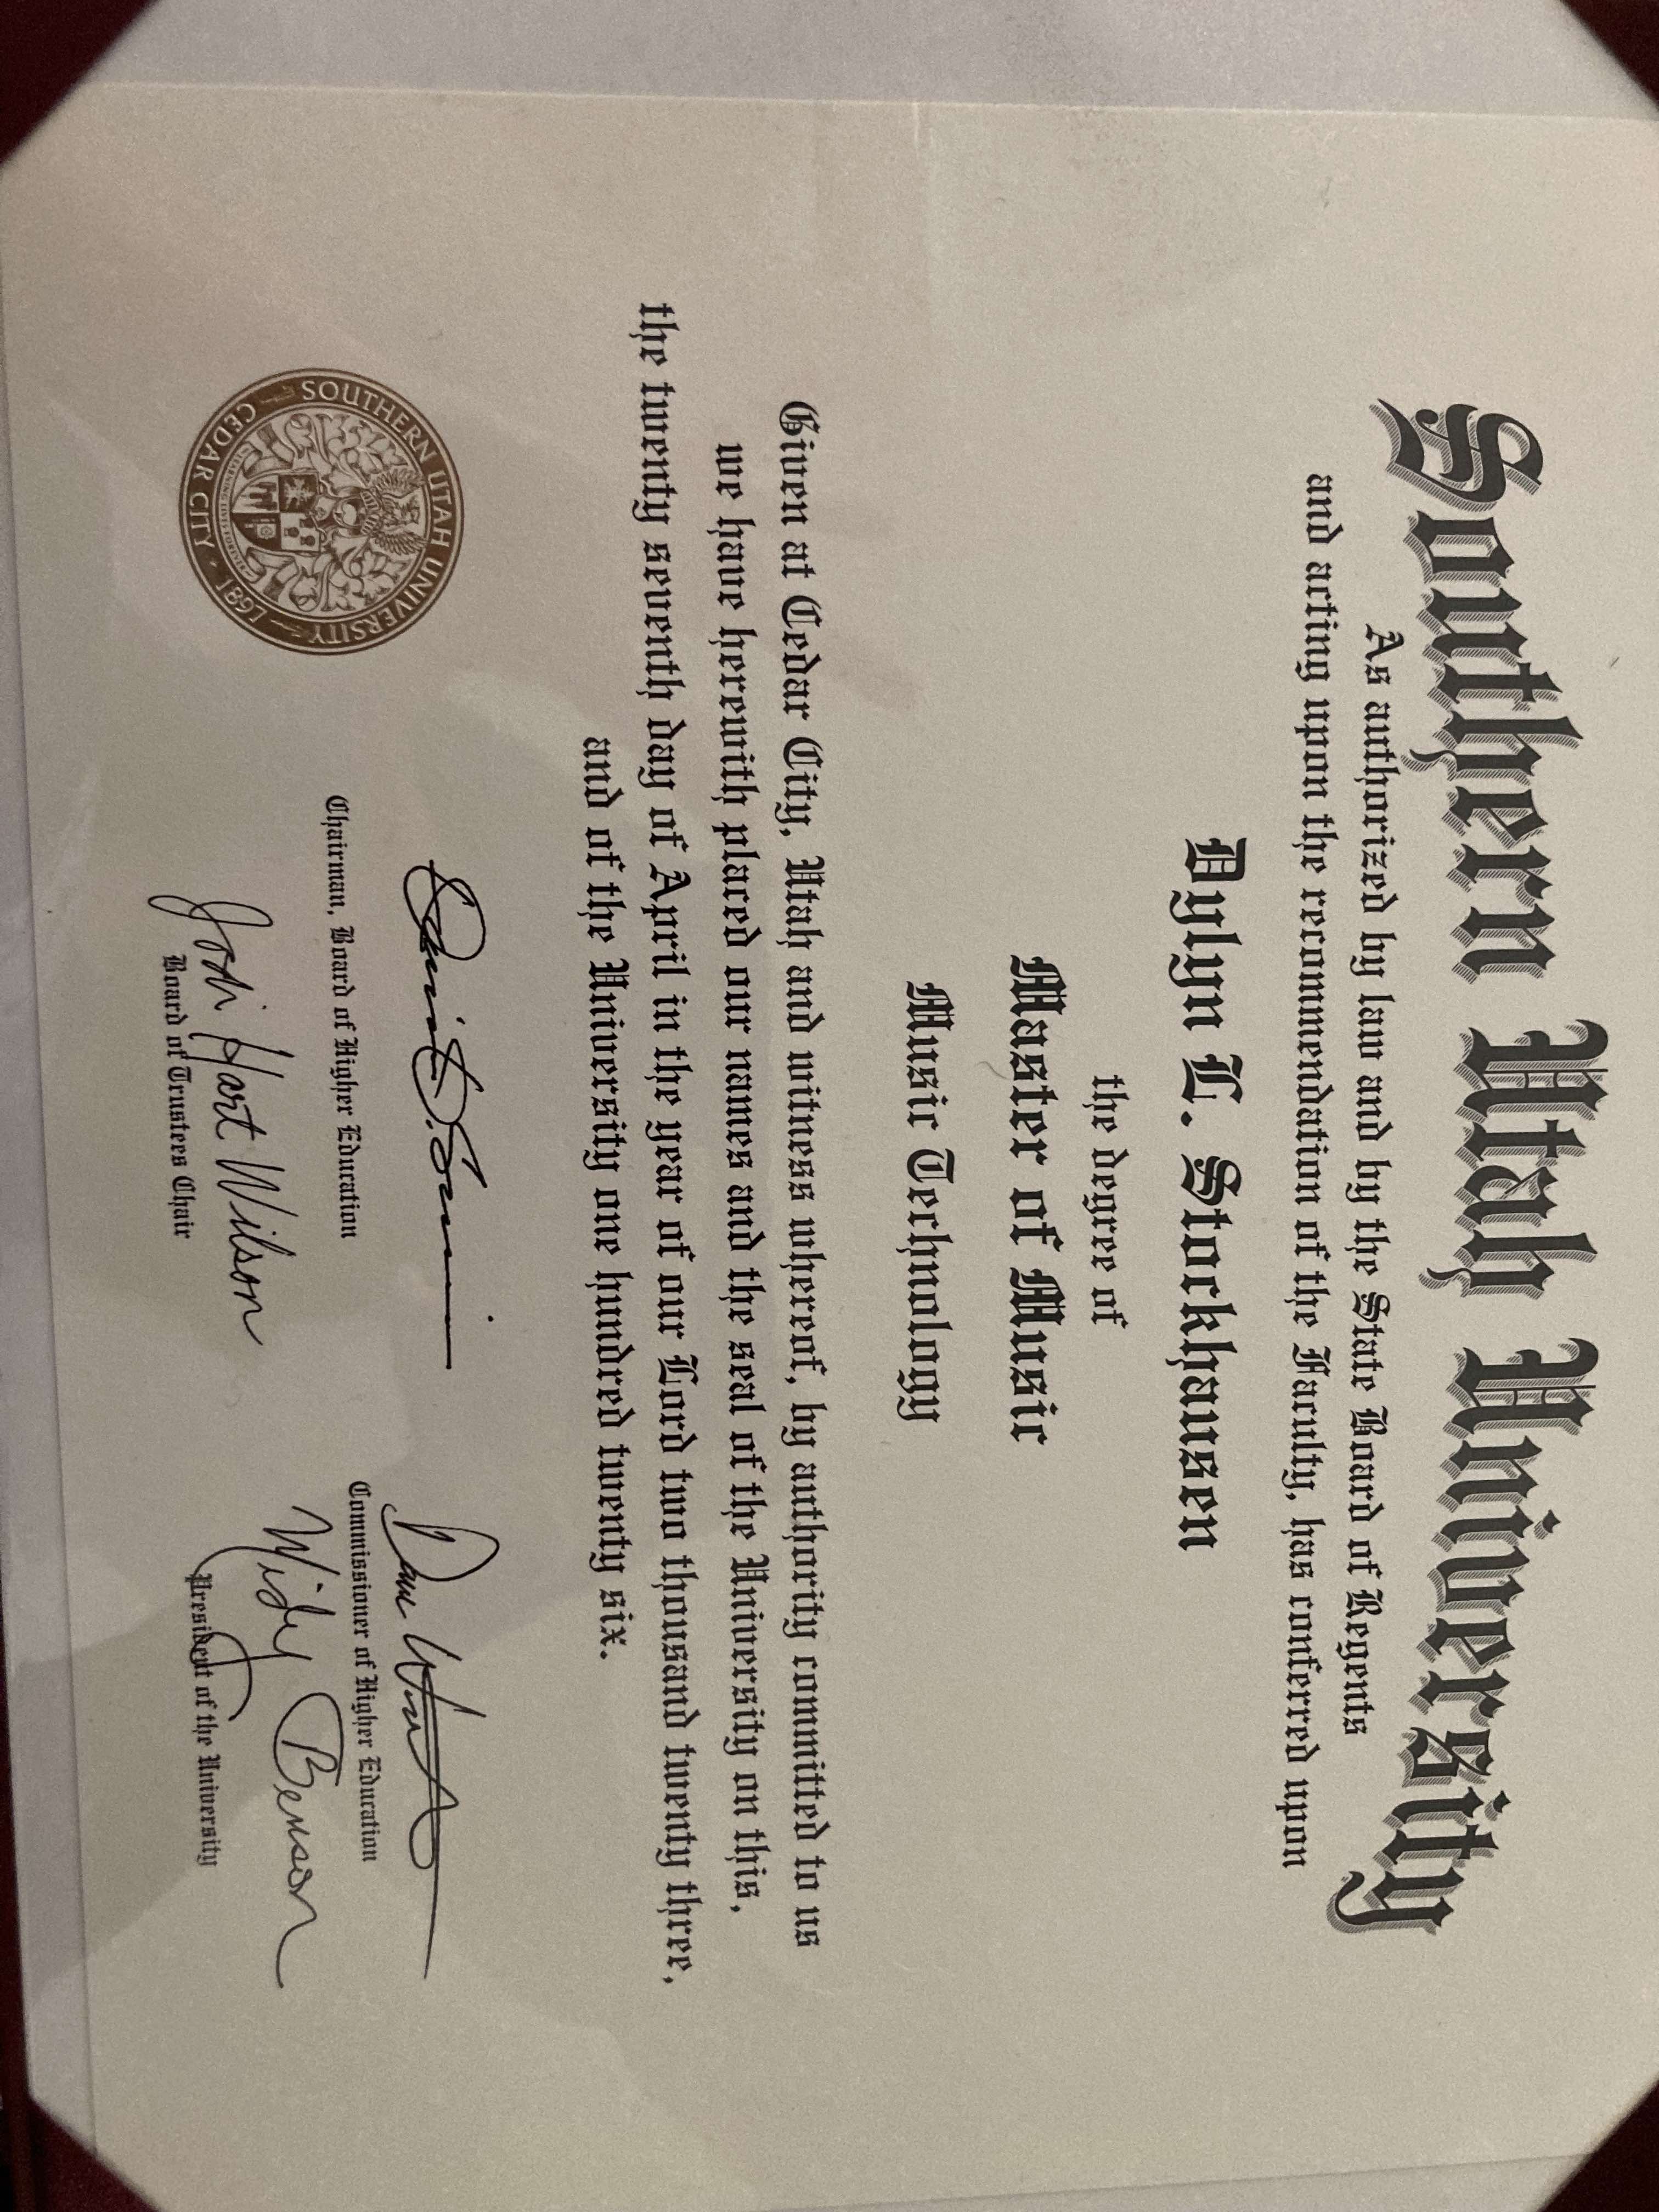 Southern Utah University
As authorized by law and by the State Board of Regents
and acting upon the recommendation of the Faculty, has conferred upon
Dylyn L. Stockhausen
the degree of
Master of Music
Music Technology
Given at Cedar City, Utah and witness whereof, by authority committed to us
we have herewith placed our names and the seal of the University on this,
the twenty seventh day of April in the year of our Lord two thousand twenty three,
and of the University one hundred twenty six.
SOUTHERN UTAH UNIVERSITY
CEDAR CITY · 1897
Chairman, Board of Higher Education
Commissioner of Higher Education
Jodi Hart Wilson
Board of Trustees Chair
Mindy Benson
President of the University